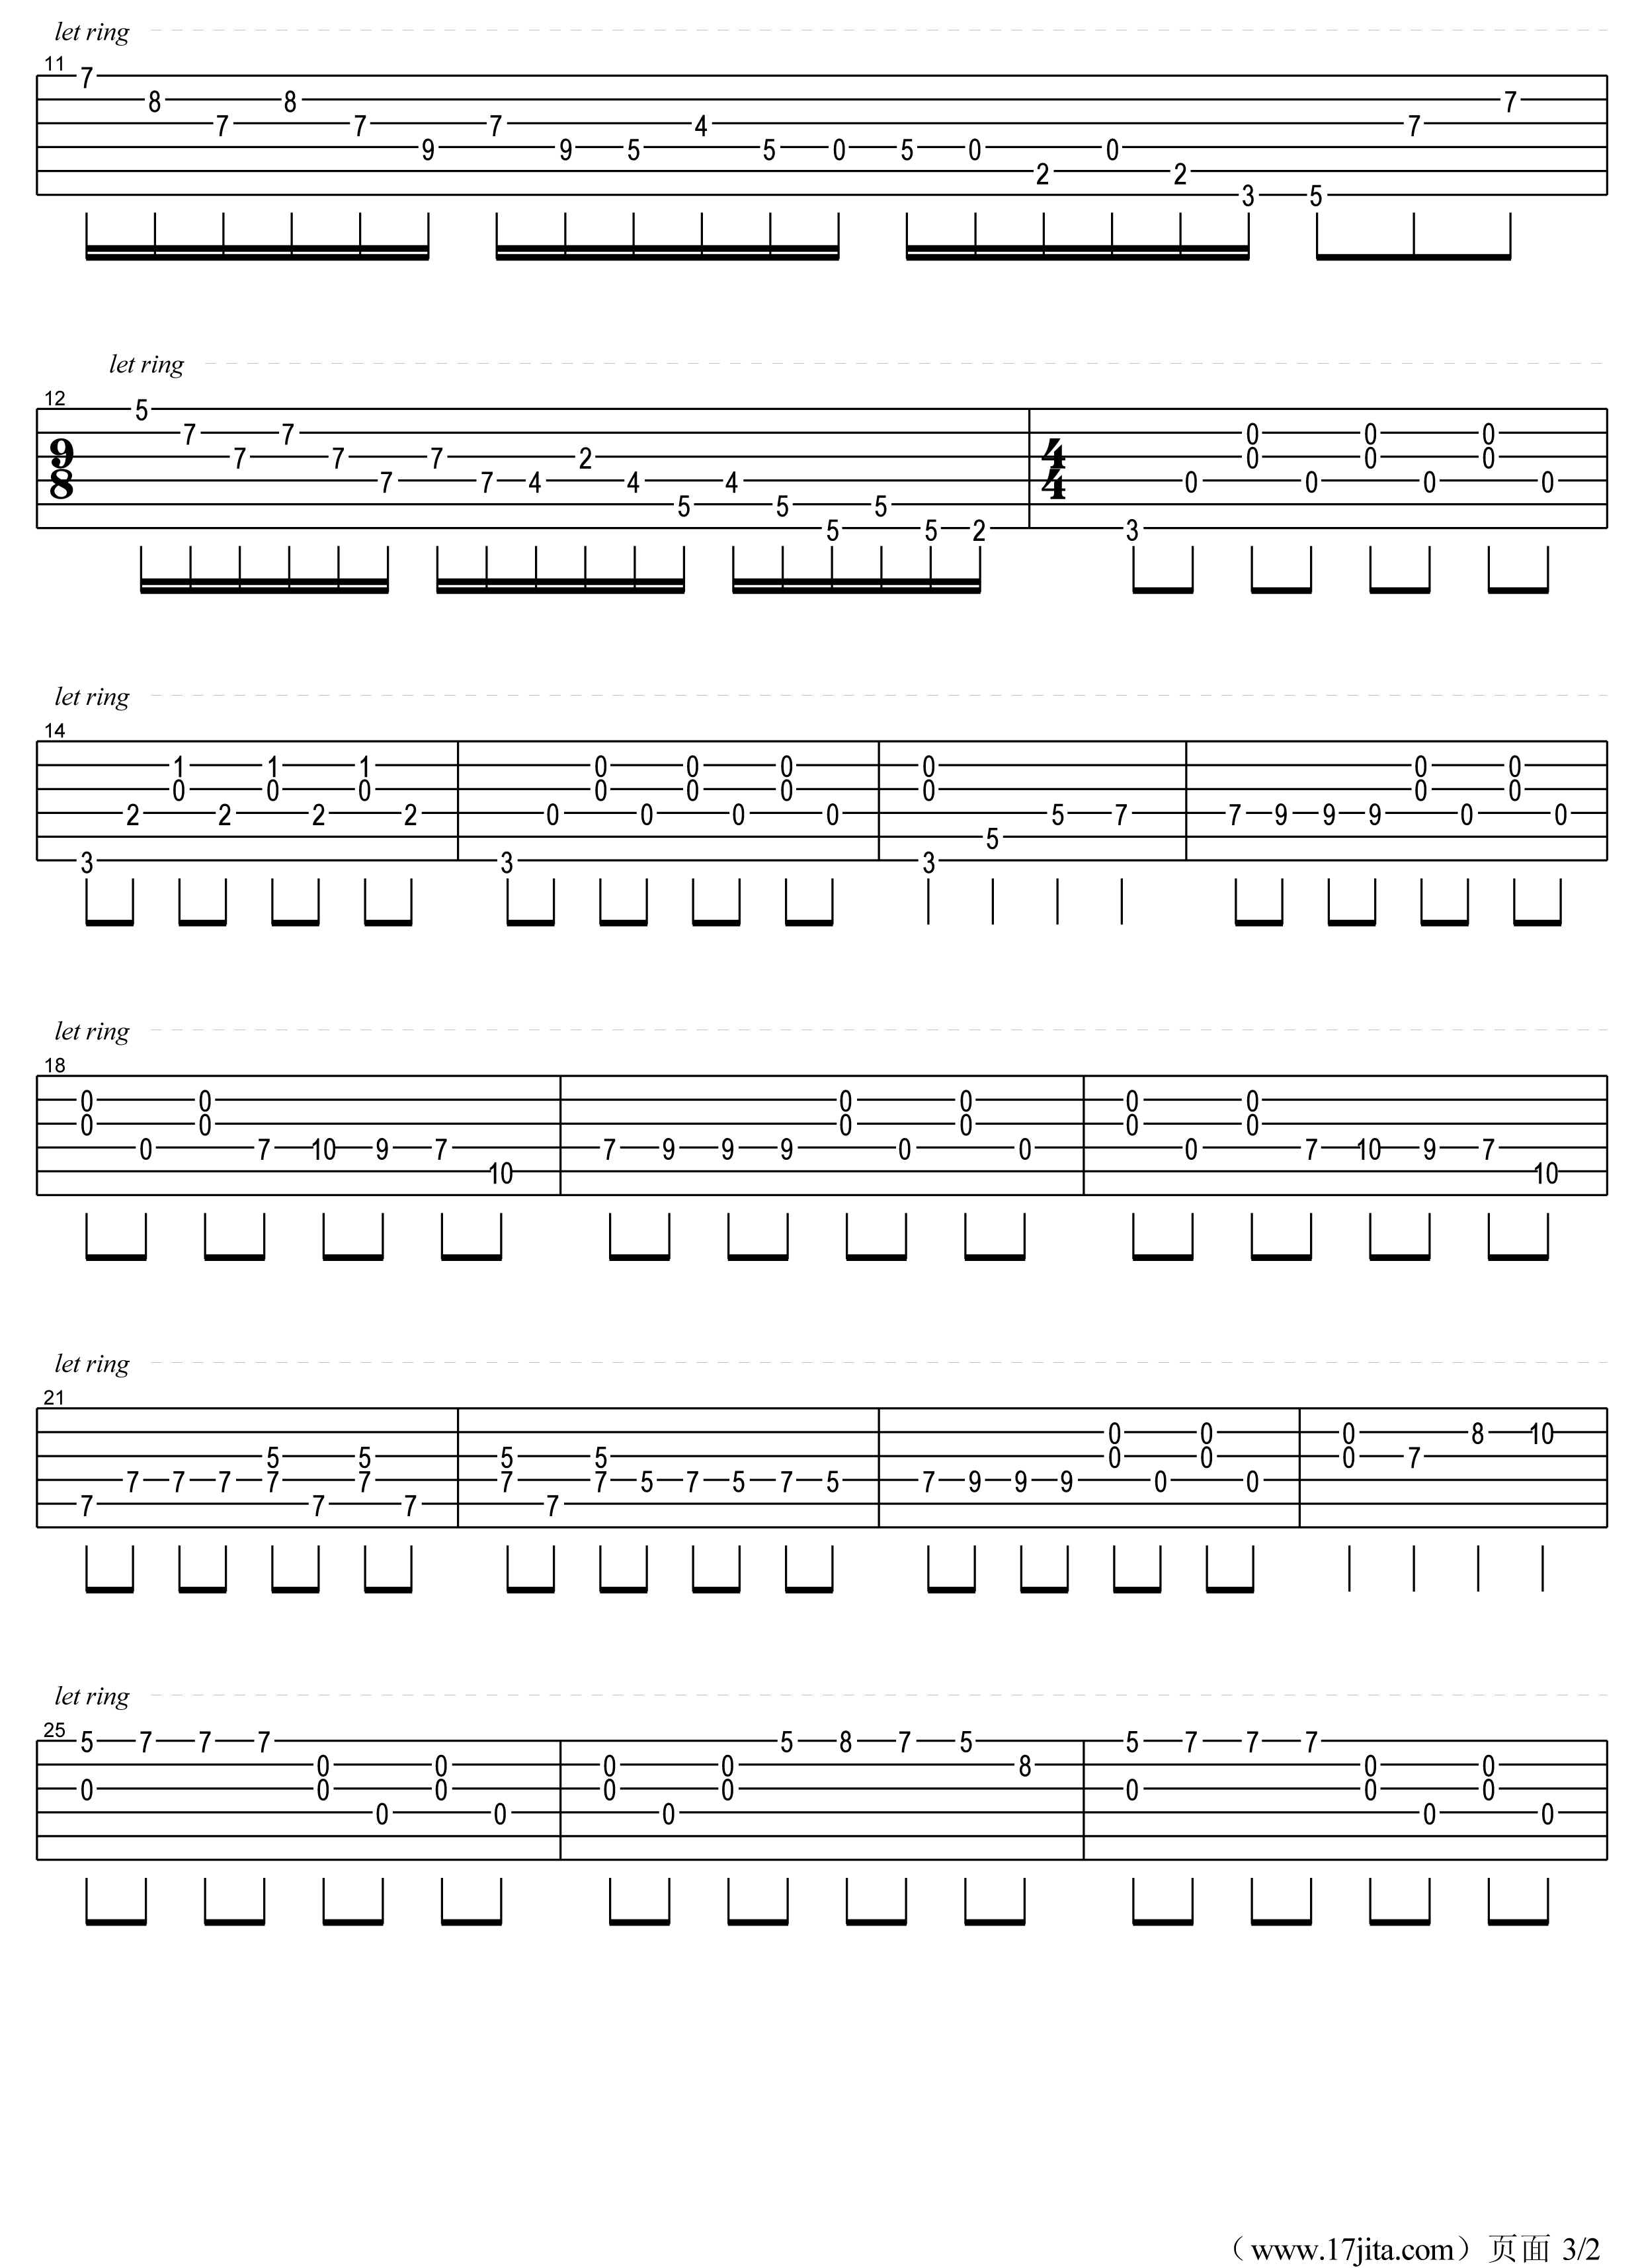 let ring
11
7
8 8 7
7 7 7 4 7
9 9 5 5 0 5 0 0
2 2
3 5
let ring
12
5
7 7 0 0 0
9 7 7 7 2 4 0 0 0
8 7 7 4 4 4 4 0 0 0 0
5 5 5
5 5 2 3
let ring
14
1 1 1 0 0 0 0 0 0
0 0 0 0 0 0 0 0 0
2 2 2 2 0 0 0 0 5 7 7 9 9 9 0 0
5
3 3 3
let ring
18
0 0 0 0 0 0
0 0 0 0 0 0
0 7 10 9 7 7 9 9 9 0 0 0 7 10 9 7
10 10
let ring
21
0 0 0 8 10
5 5 5 5 0 0 0 7
7 7 7 7 7 7 7 5 7 5 7 5 7 9 9 9 0 0
7 7 7 7
let ring
25
5 7 7 7 5 8 7 5 5 7 7 7
0 0 0 0 8 0 0
0 0 0 0 0 0 0 0
0 0 0 0 0
（www.17jita.com）页面 3/2